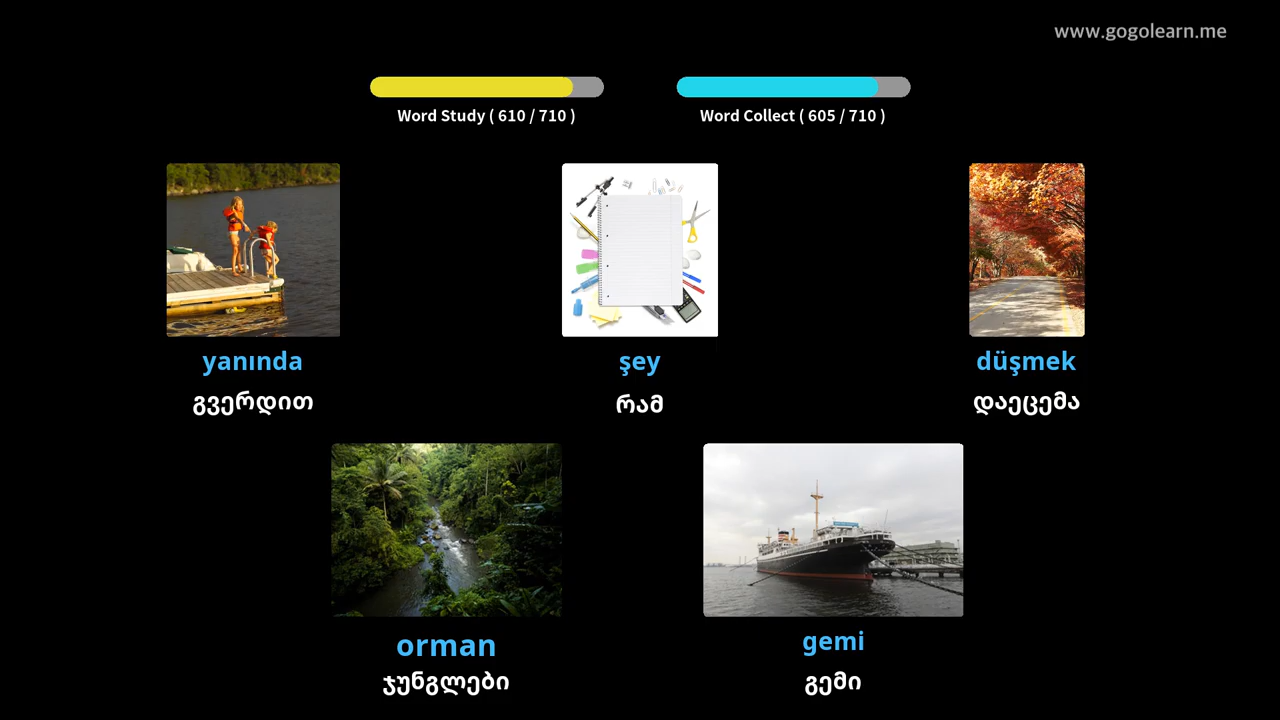 www.gogolearn.me
Word Study ( 610 / 710 )
Word Collect ( 605 / 710 )
yanında
გვერდით
şey
რამ
düşmek
დაეცემა
orman
ჯუნგლები
gemi
გემი